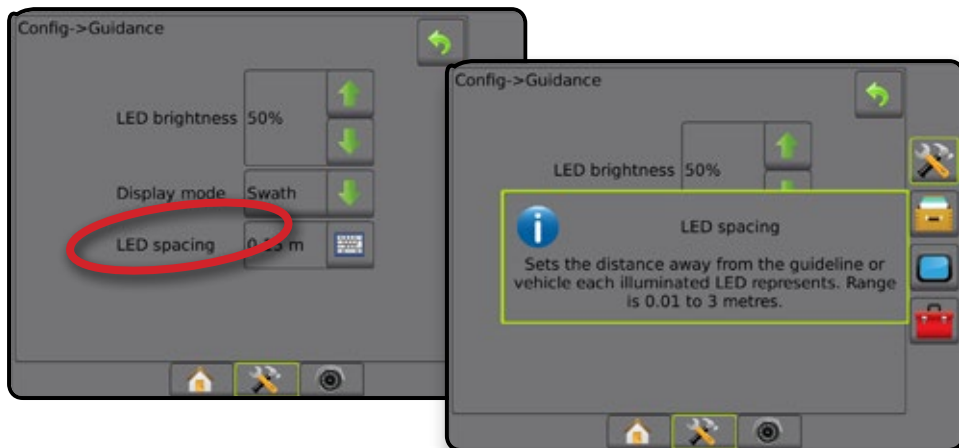 Config->Guidance
LED brightness 50%
Display mode Swath
LED spacing m
Config->Guidance
LED brightness 50%
LED spacing
Sets the distance away from the guideline or
vehicle each illuminated LED represents. Range
is 0.01 to 3 metres.